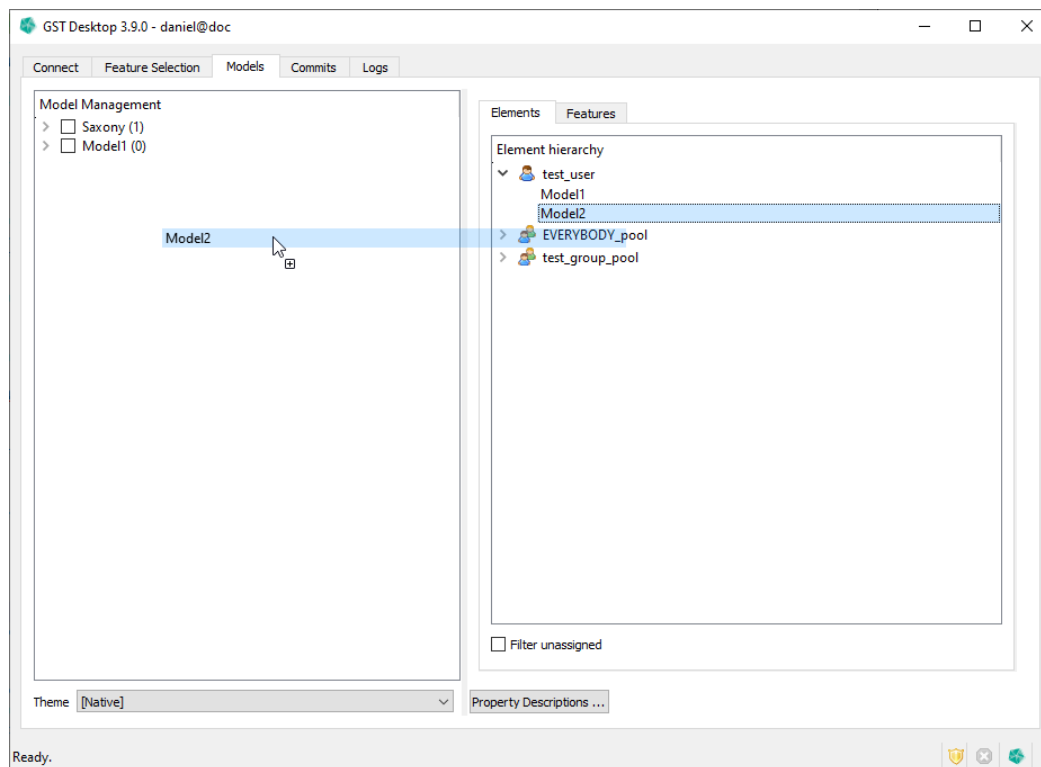 GST Desktop 3.9.0 - daniel@doc
Connect
Feature Selection
Models
Commits
Logs
Model Management
Saxony (1)
Model1 (0)
Model2
Elements
Features
Element hierarchy
test_user
Model1
Model2
EVERYBODY_pool
test_group_pool
Filter unassigned
Theme
[Native]
Property Descriptions ...
Ready.